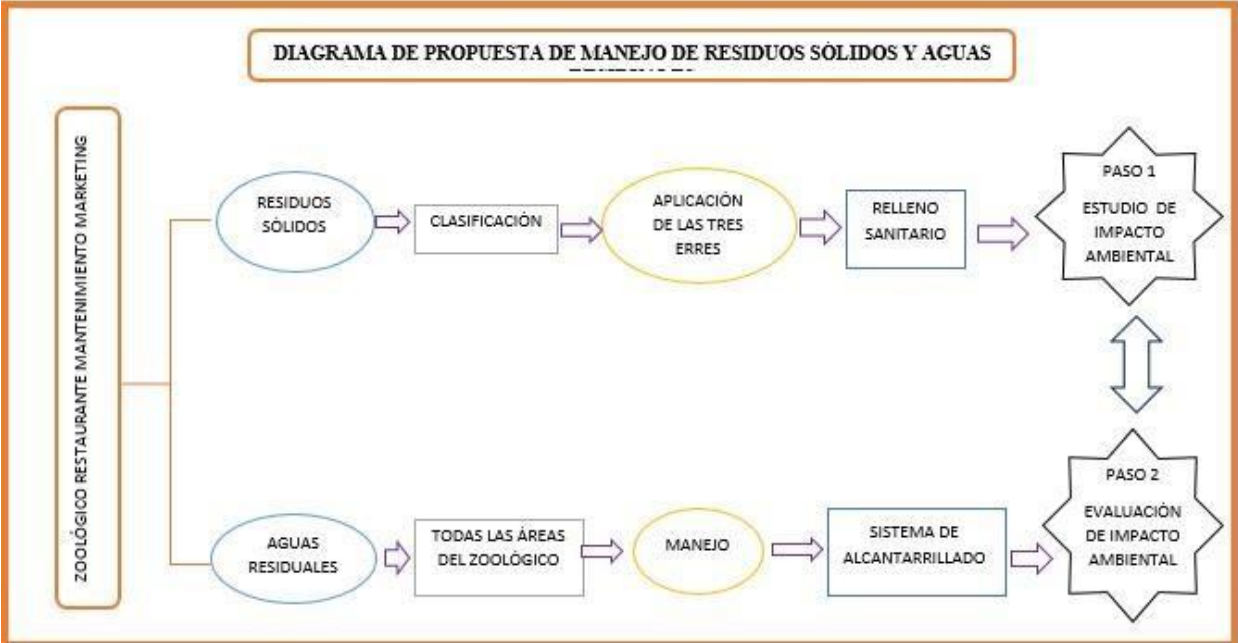 DIAGRAMA DE PROPUESTA DE MANEJO DE RESIDUOS SÓLIDOS Y AGUAS
ZOOLÓGICO RESTAURANTE MANTENIMIENTO MARKETING
RESIDUOS
SÓLIDOS
CLASIFICACIÓN
APLICACIÓN
DE LAS TRES
ERRES
RELLENO
SANITARIO
PASO 1
ESTUDIO DE
IMPACTO
AMBIENTAL
AGUAS
RESIDUALES
TODAS LAS ÁREAS
DEL ZOOLÓGICO
MANEJO
SISTEMA DE
ALCANTARRILLADO
PASO 2
EVALUACIÓN
DE IMPACTO
AMBIENTAL